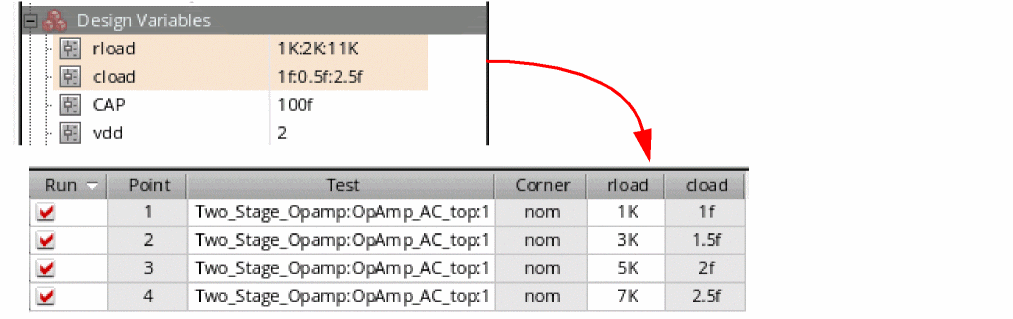 Design Variables
rload 1K:2K:11K
cload 1f:0.5f:2.5f
CAP 100f
vdd 2
Run Point Test Corner rload cload
1 Two_Stage_Opamp:OpAmp_AC_top:1 nom 1K 1f
2 Two_Stage_Opamp:OpAmp_AC_top:1 nom 3K 1.5f
3 Two_Stage_Opamp:OpAmp_AC_top:1 nom 5K 2f
4 Two_Stage_Opamp:OpAmp_AC_top:1 nom 7K 2.5f